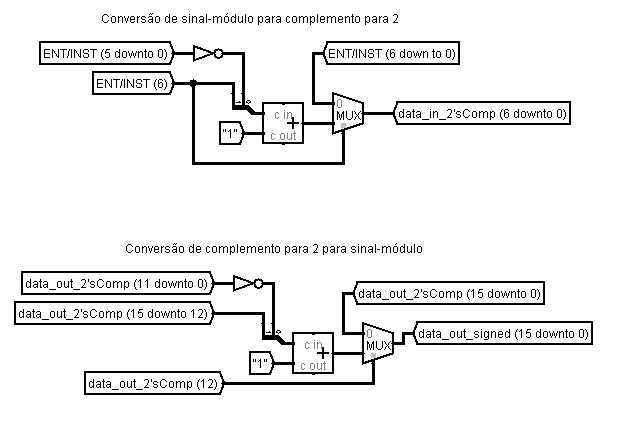 Conversão de sinal-módulo para complemento para 2
ENT/INST (5 downto 0)
ENT/INST (6 down to 0)
ENT/INST (6)
0
MUX
data_in_2'sComp (6 downto 0)
c in
+
"1"
c out
Conversão de complemento para 2 para sinal-módulo
data_out_2'sComp (11 downto 0)
data_out_2'sComp (15 downto 0)
data_out_2'sComp (15 downto 12)
0
MUX
data_out_signed (15 downto 0)
c in
+
"1"
c out
data_out_2'sComp (12)